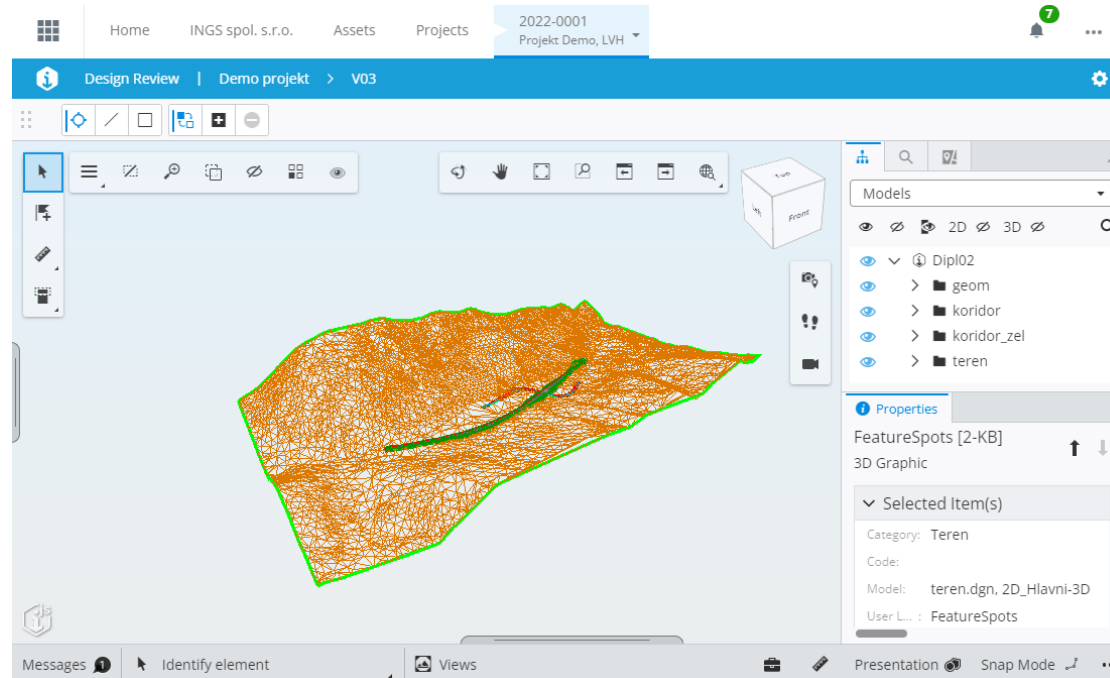 7
Home
INGS spol. s.r.o.
Assets
Projects
2022-0001
Projekt Demo, LVH
Design Review | Demo projekt > V03
Top
Left
Front
Models
2D
3D
Dipl02
geom
koridor
koridor_zel
teren
Properties
FeatureSpots [2-KB]
3D Graphic
Selected Item(s)
Category: Teren
Code:
Model: teren.dgn, 2D_Hlavni-3D
User L... : FeatureSpots
Messages 1
Identify element
Views
Presentation
Snap Mode